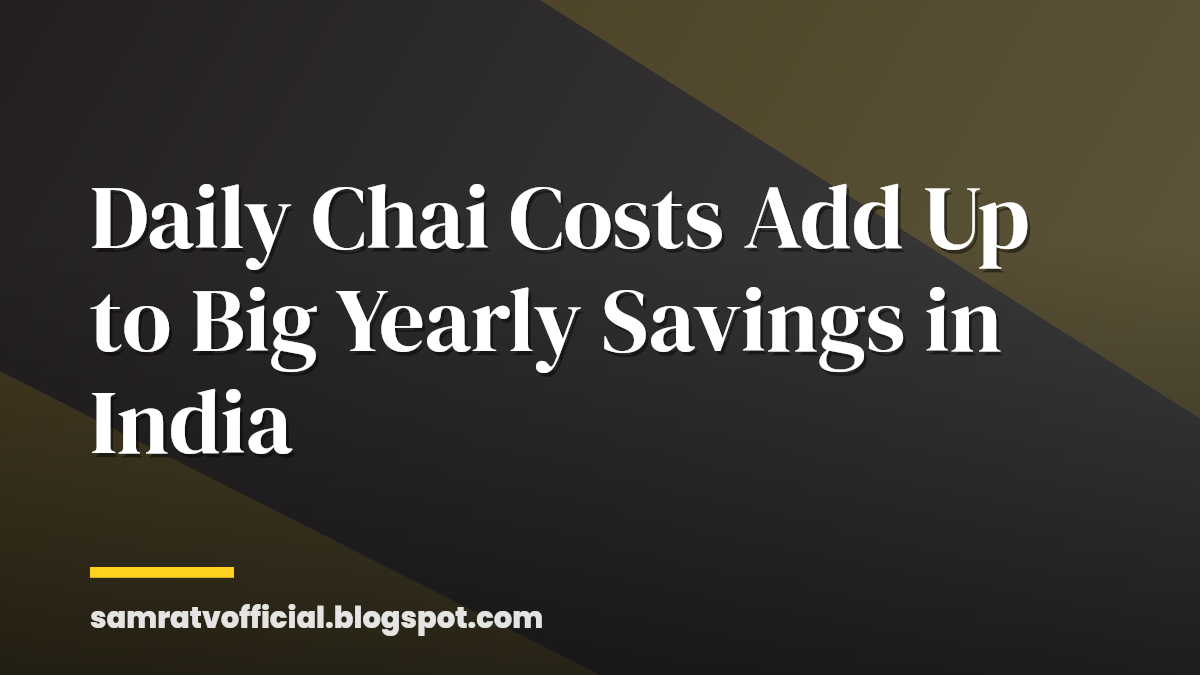 Daily Chai Costs Add Up
to Big Yearly Savings in
India
samratvofficial.blogspot.com